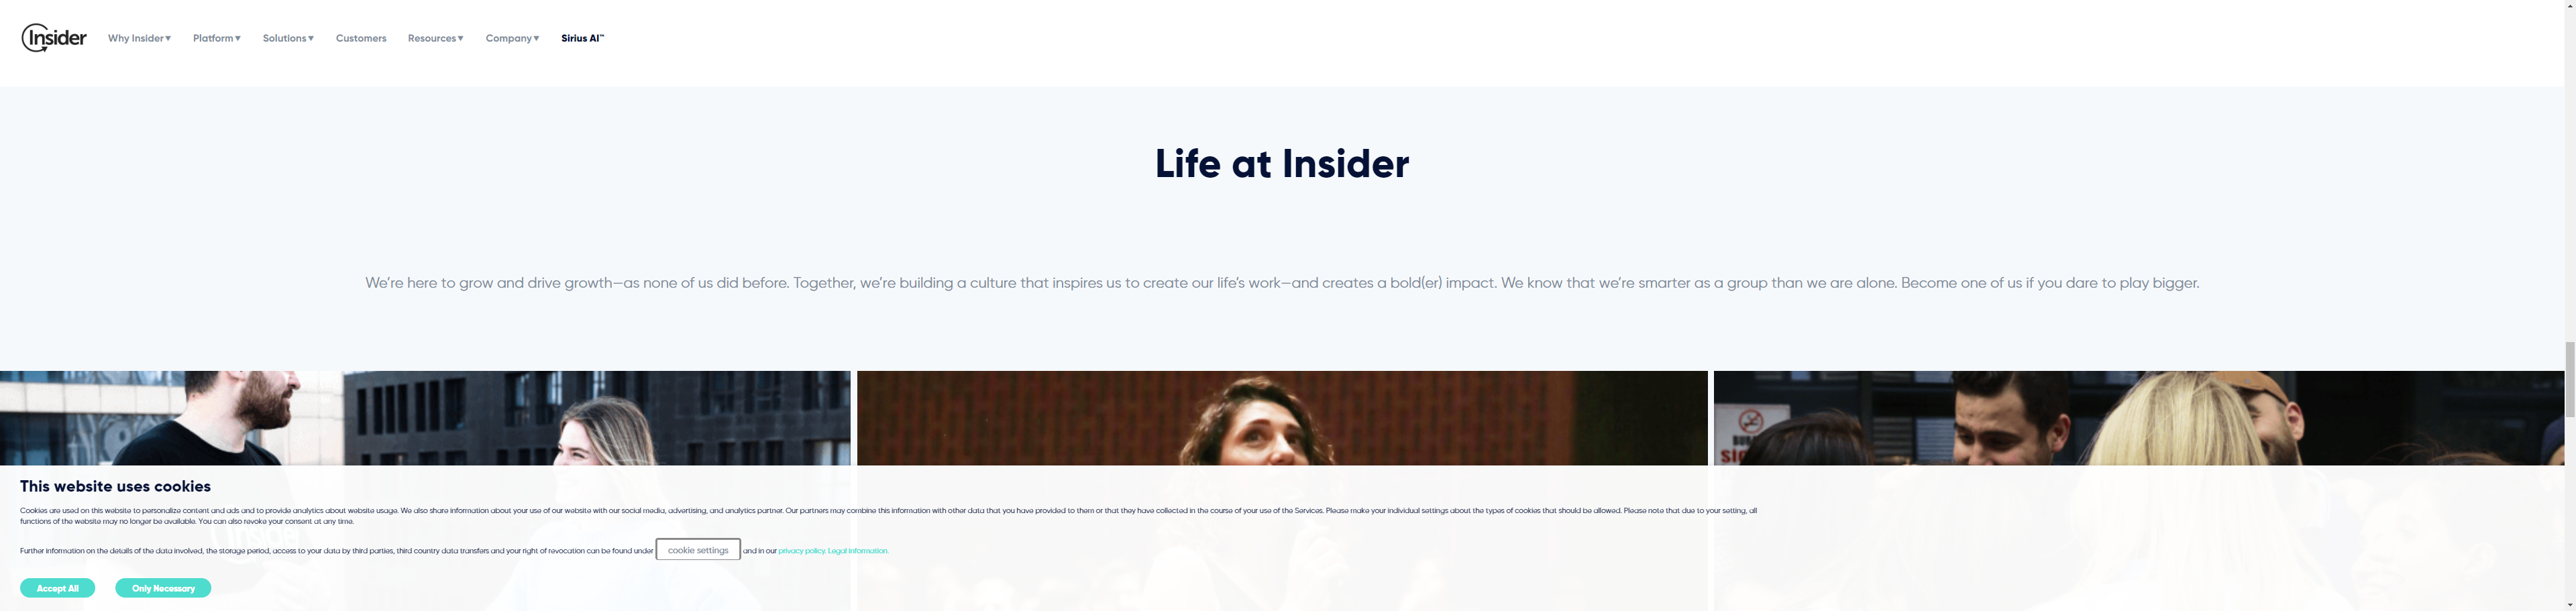 Insider
Why Insider▼ Platform▼ Solutions▼ Customers Resources▼ Company▼ Sirius AI™
Life at Insider
We're here to grow and drive growth—as none of us did before. Together, we're building a culture that inspires us to create our life's work—and creates a bold(er) impact. We know that we're smarter as a group than we are alone. Become one of us if you dare to play bigger.
This website uses cookies
Cookies are used on this website to personalize content and ads and to provide analytics about website usage. We also share information about your use of our website with our social media, advertising, and analytics partner. Our partners may combine this information with other data that you have provided to them or that they have collected in the course of your use of the Services. Please make your individual settings about the types of cookies that should be allowed. Please note that due to your setting, all
functions of the website may no longer be available. You can also revoke your consent at any time.
Insider
Further information on the details of the data involved, the storage period, access to your data by third parties, third country data transfers and your right of revocation can be found under cookie settings and in our privacy policy. Legal information.
Accept All Only Necessary